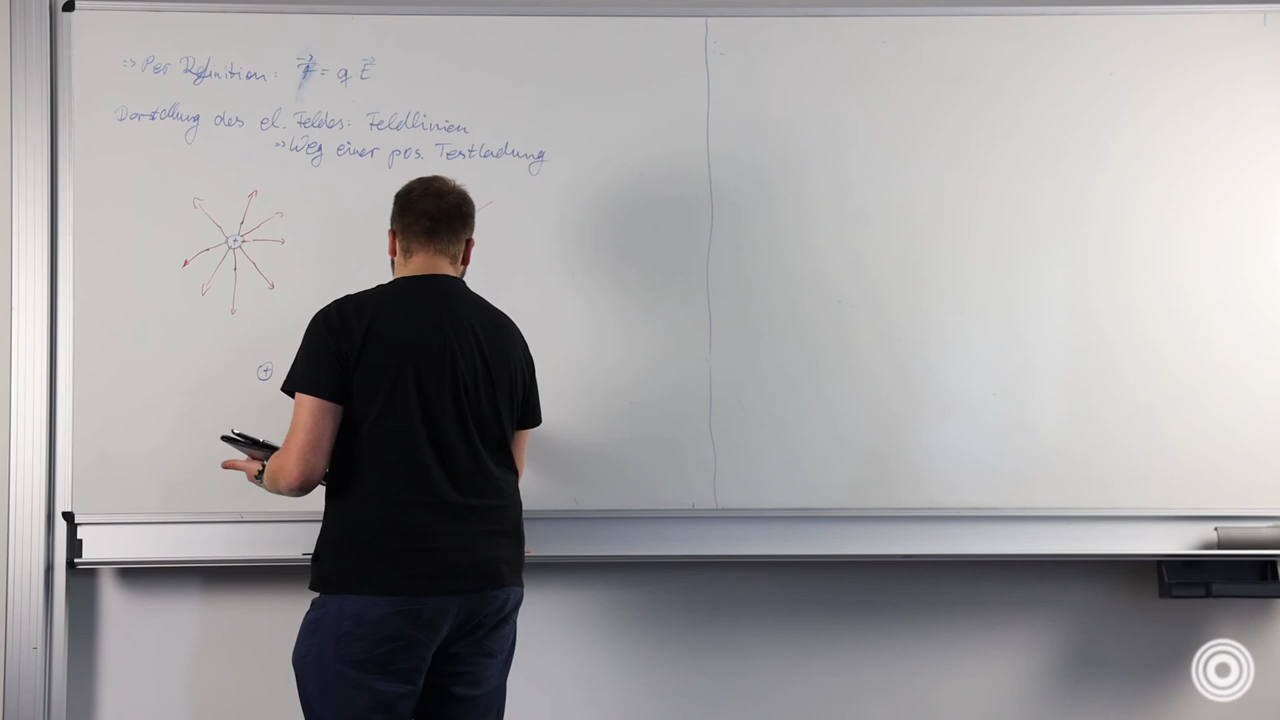 => Per Definition: F⃗ = q E⃗
Darstellung des el. Feldes: Feldlinien
=> Weg einer pos. Testladung
+
+